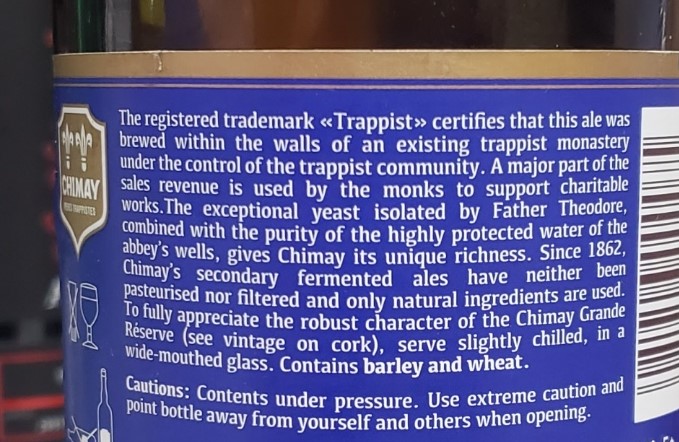 The registered trademark «Trappist» certifies that this ale was
brewed within the walls of an existing trappist monastery
under the control of the trappist community. A major part of the
sales revenue is used by the monks to support charitable
works.The exceptional yeast isolated by Father Theodore,
combined with the purity of the highly protected water of the
abbey's wells, gives Chimay its unique richness. Since 1862,
Chimay's secondary fermented ales have neither been
pasteurised nor filtered and only natural ingredients are used.
To fully appreciate the robust character of the Chimay Grande
Réserve (see vintage on cork), serve slightly chilled, in a
wide-mouthed glass. Contains barley and wheat.
Cautions: Contents under pressure. Use extreme caution and
point bottle away from yourself and others when opening.
CHIMAY